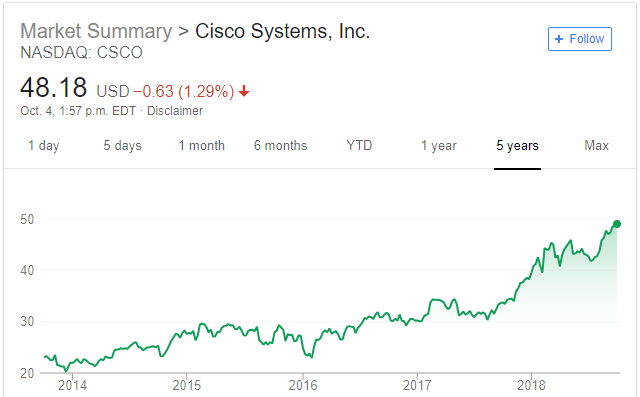 Market Summary > Cisco Systems, Inc.
NASDAQ: CSCO
+ Follow
48.18 USD −0.63 (1.29%) ↓
Oct. 4, 1:57 p.m. EDT · Disclaimer
1 day 5 days 1 month 6 months YTD 1 year 5 years Max
50
40
30
20
2014 2015 2016 2017 2018